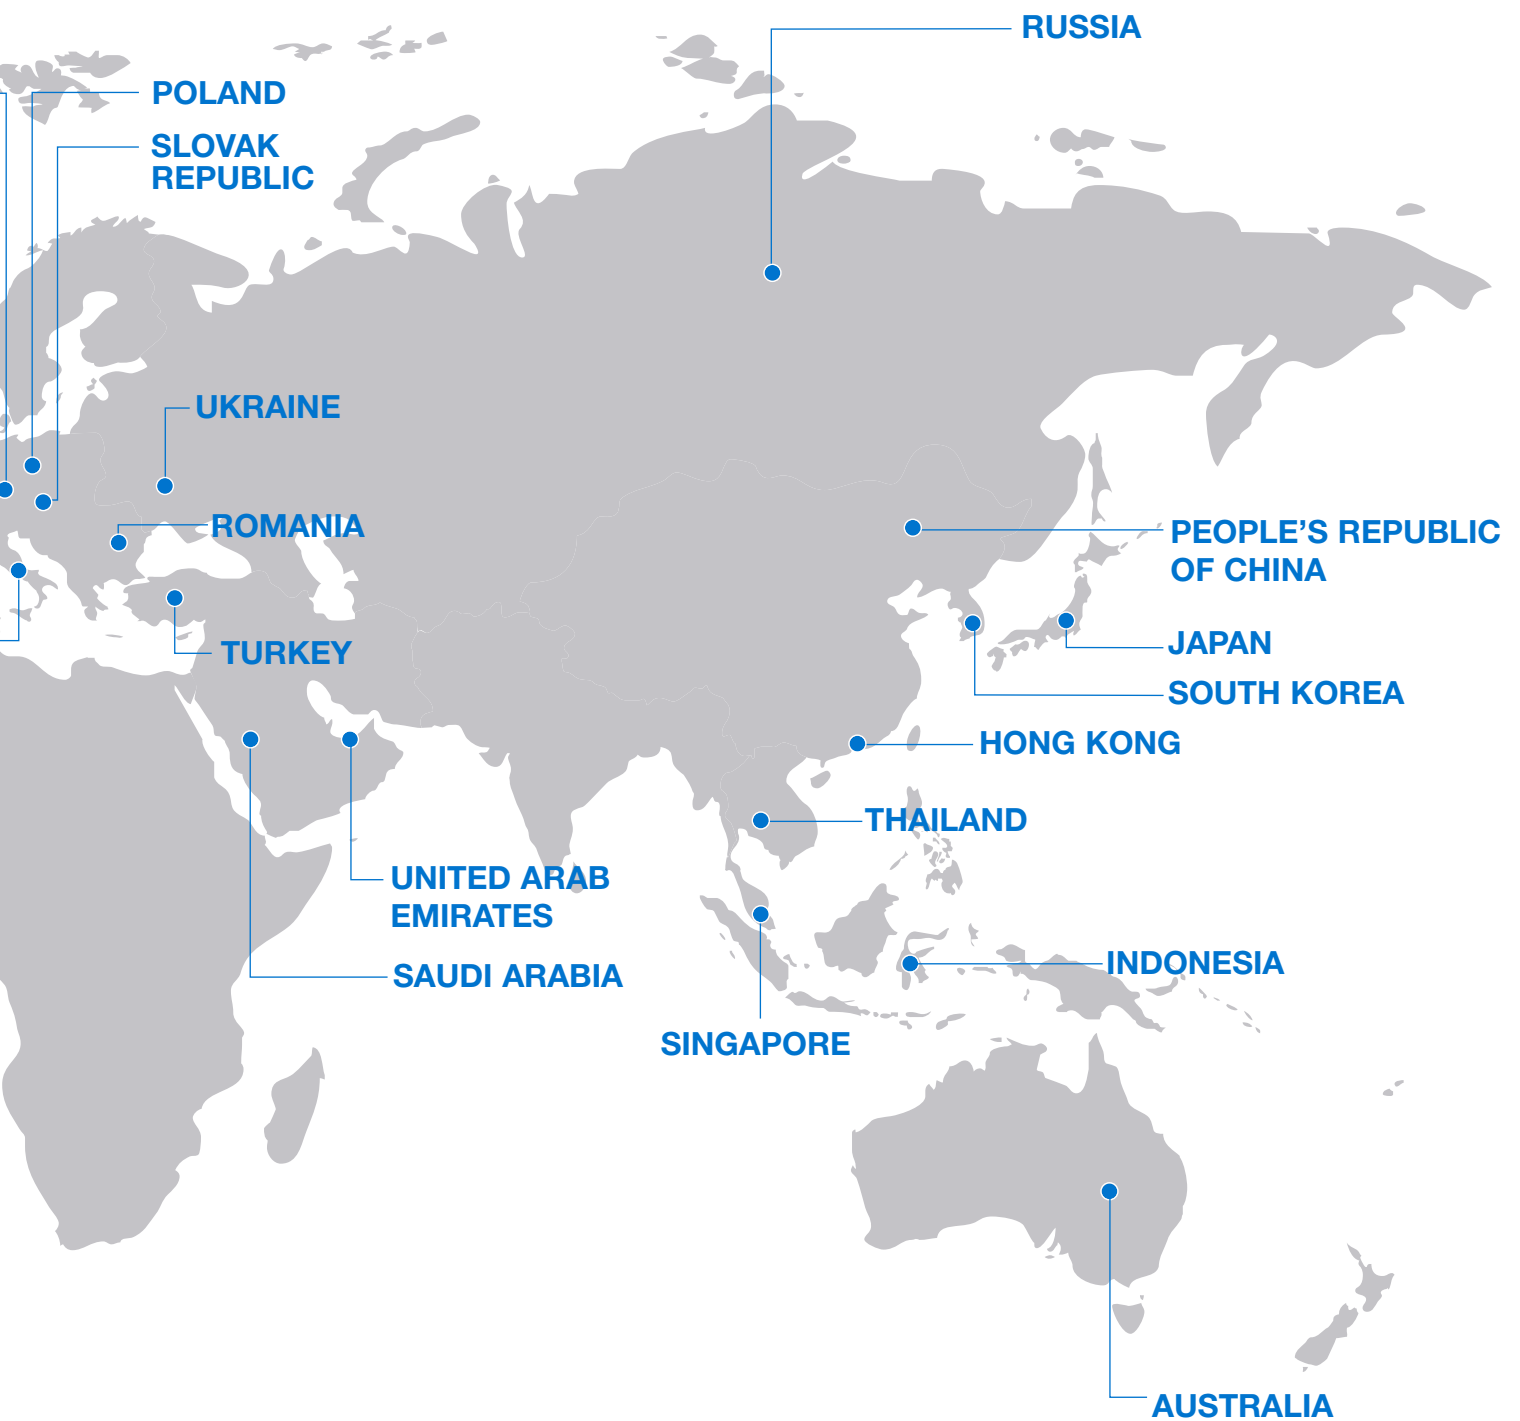 RUSSIA
POLAND
SLOVAK
REPUBLIC
UKRAINE
ROMANIA
PEOPLE’S REPUBLIC
OF CHINA
TURKEY
JAPAN
SOUTH KOREA
HONG KONG
THAILAND
UNITED ARAB
EMIRATES
SAUDI ARABIA
INDONESIA
SINGAPORE
AUSTRALIA